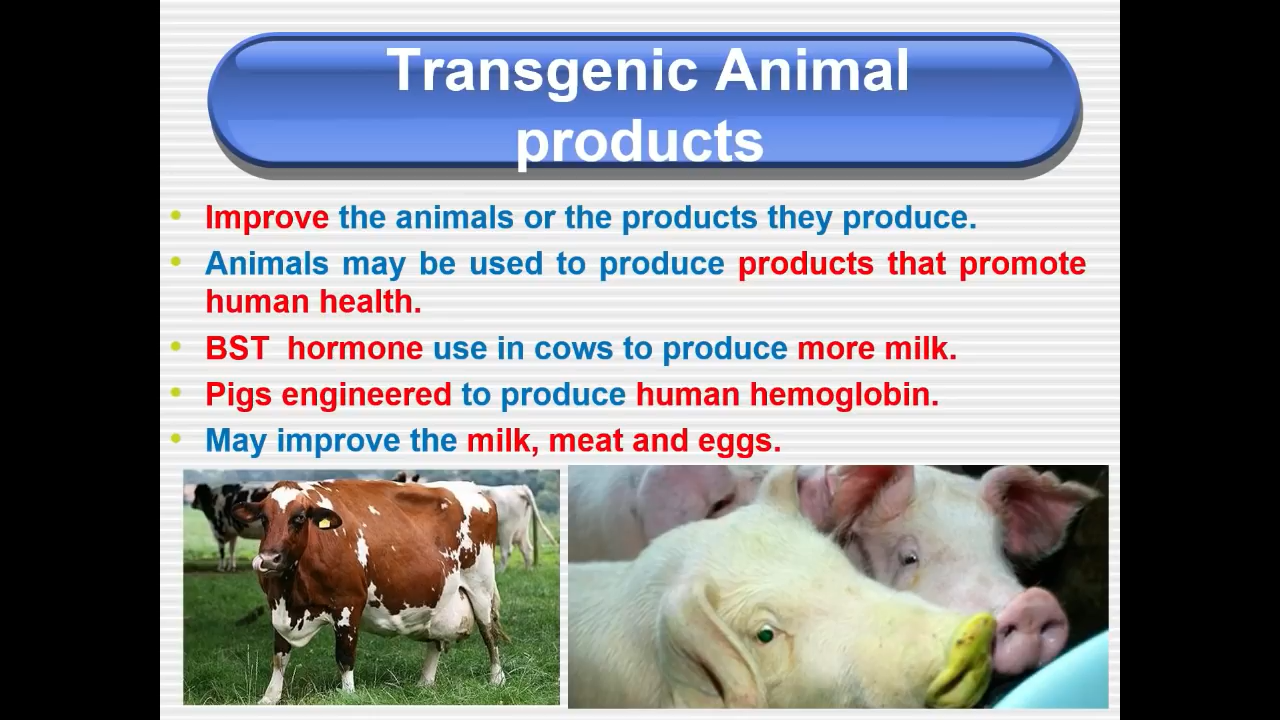 Transgenic Animal
products
• Improve the animals or the products they produce.
• Animals may be used to produce products that promote
human health.
• BST hormone use in cows to produce more milk.
• Pigs engineered to produce human hemoglobin.
• May improve the milk, meat and eggs.